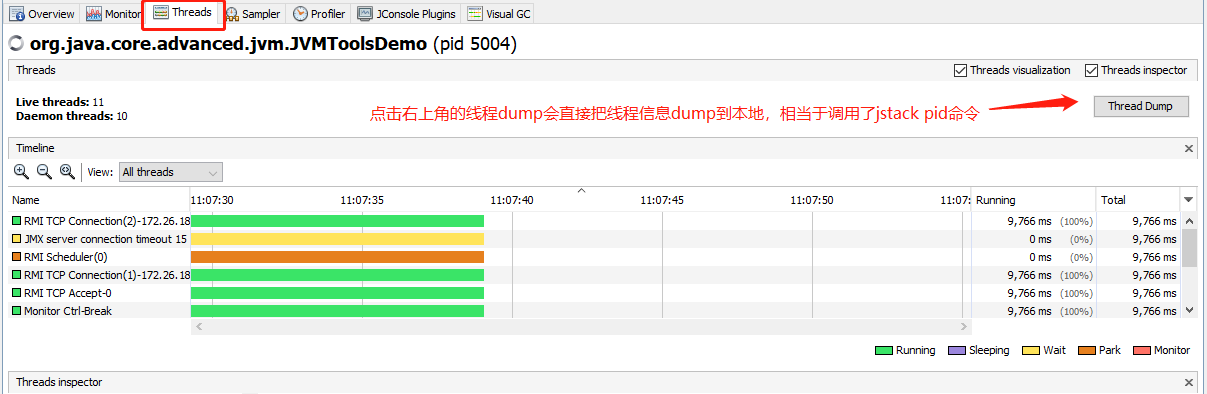 Overview Monitor Threads Sampler Profiler JConsole Plugins Visual GC
org.java.core.advanced.jvm.JVMToolsDemo (pid 5004)
Threads Threads visualization Threads inspector
Live threads: 11
Daemon threads: 10
点击右上角的线程dump会直接把线程信息dump到本地，相当于调用了jstack pid命令
Thread Dump
Timeline
View: All threads
Name 11:07:30 11:07:35 11:07:40 11:07:45 11:07:50 11:07: Running Total
RMI TCP Connection(2)-172.26.18 9,766 ms (100%) 9,766 ms
JMX server connection timeout 15 0 ms (0%) 9,766 ms
RMI Scheduler(0) 0 ms (0%) 9,766 ms
RMI TCP Connection(1)-172.26.18 9,766 ms (100%) 9,766 ms
RMI TCP Accept-0 9,766 ms (100%) 9,766 ms
Monitor Ctrl-Break 9,766 ms (100%) 9,766 ms
Running Sleeping Wait Park Monitor
Threads inspector